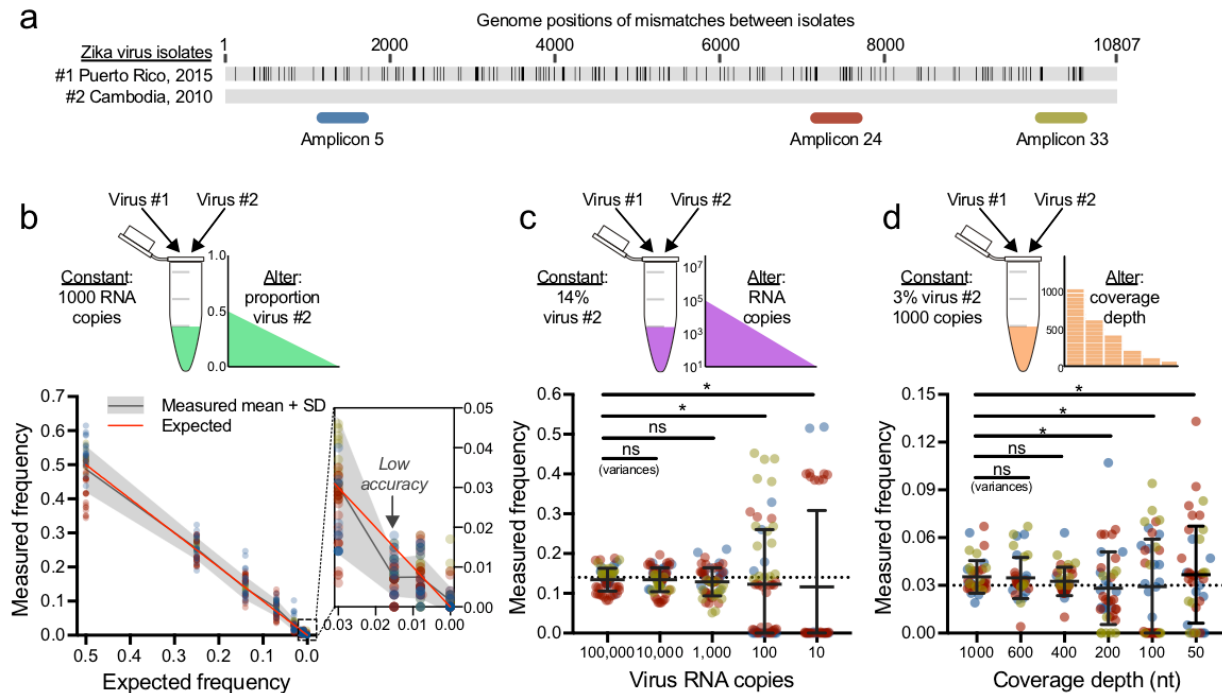 a
Genome positions of mismatches between isolates
Zika virus isolates
1 2000 4000 6000 8000 10807
#1 Puerto Rico, 2015
#2 Cambodia, 2010
Amplicon 5 Amplicon 24 Amplicon 33
b
Virus #1 Virus #2
Constant:
1000 RNA
copies
Alter:
proportion
virus #2
1.0
0.5
0.0
Measured frequency
0.7
0.6
0.5
0.4
0.3
0.2
0.1
0.0
Measured mean + SD
Expected
Low
accuracy
0.05
0.04
0.03
0.02
0.01
0.00
0.03 0.02 0.01 0.00
0.5 0.4 0.3 0.2 0.1 0.0
Expected frequency
c
Virus #1 Virus #2
Constant:
14%
virus #2
Alter:
RNA
copies
10⁷
10⁵
10³
10¹
Measured frequency
0.6
0.5
0.4
0.3
0.2
0.1
0.0
*
*
ns
ns
(variances)
100,000 10,000 1,000 100 10
Virus RNA copies
d
Virus #1 Virus #2
Constant:
3% virus #2
1000 copies
Alter:
coverage
depth
1000
500
0
Measured frequency
0.15
0.12
0.09
0.06
0.03
0.00
*
*
*
ns
ns
(variances)
1000 600 400 200 100 50
Coverage depth (nt)